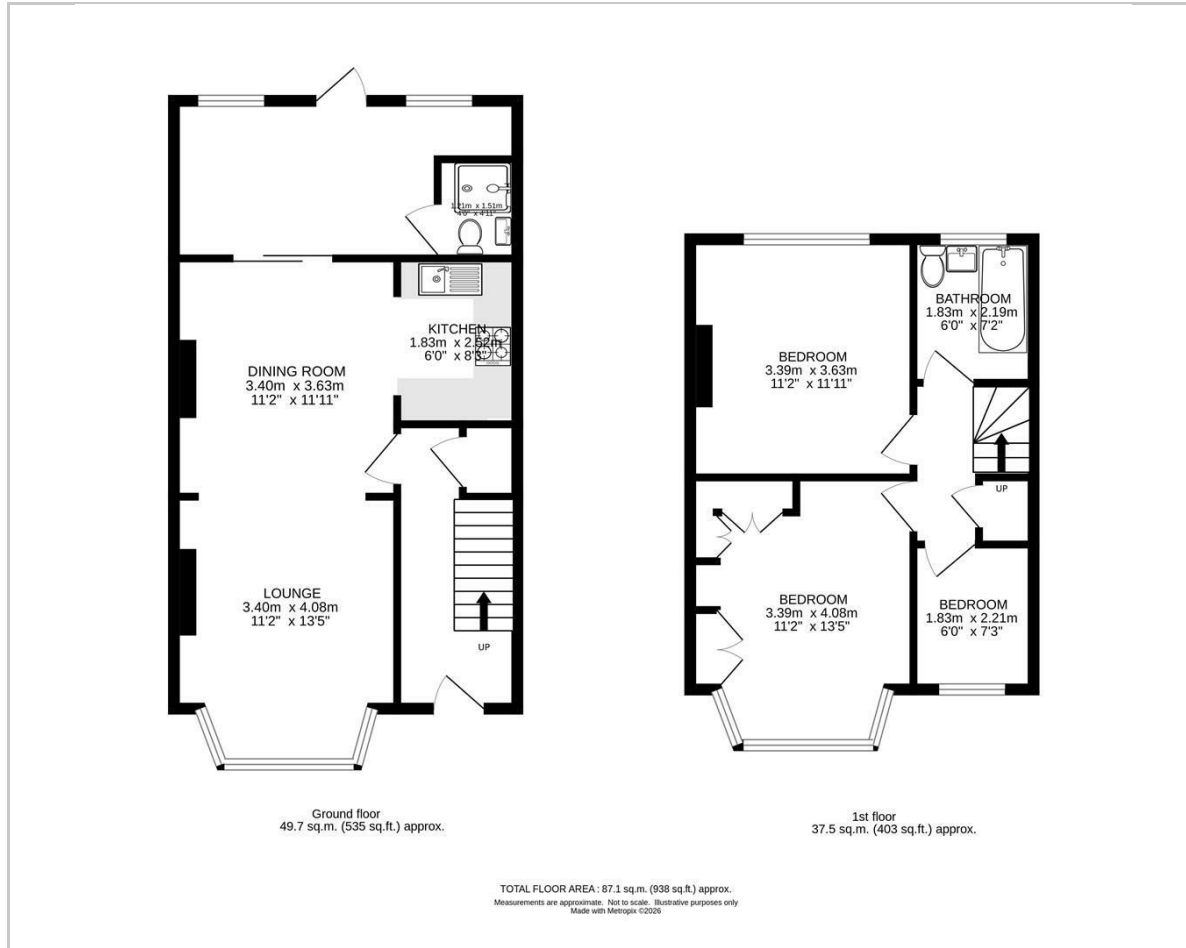 1.21m x 1.51m
4'0" x 4'11"
KITCHEN
1.83m x 2.52m
6'0" x 8'3"
DINING ROOM
3.40m x 3.63m
11'2" x 11'11"
LOUNGE
3.40m x 4.08m
11'2" x 13'5"
UP
Ground floor
49.7 sq.m. (535 sq.ft.) approx.
BATHROOM
1.83m x 2.19m
6'0" x 7'2"
BEDROOM
3.39m x 3.63m
11'2" x 11'11"
UP
BEDROOM
3.39m x 4.08m
11'2" x 13'5"
BEDROOM
1.83m x 2.21m
6'0" x 7'3"
1st floor
37.5 sq.m. (403 sq.ft.) approx.
TOTAL FLOOR AREA : 87.1 sq.m. (938 sq.ft.) approx.
Measurements are approximate. Not to scale. Illustrative purposes only
Made with Metropix ©2026